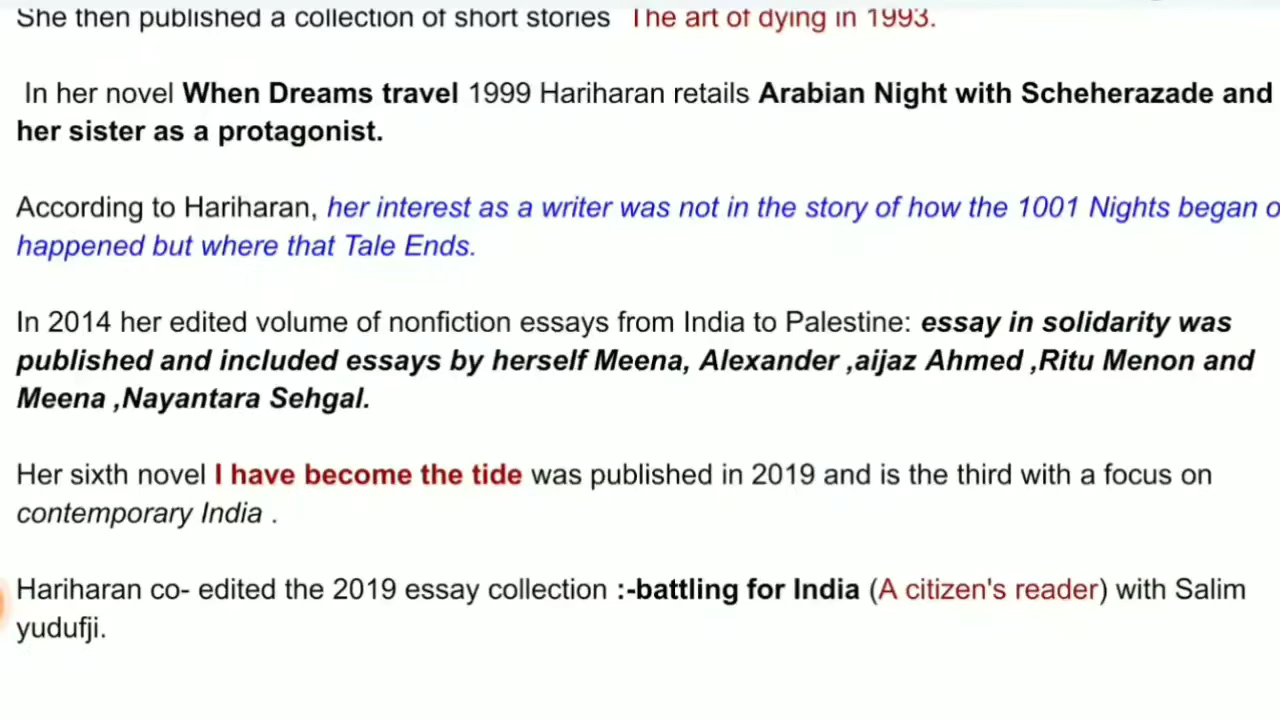 She then published a collection of short stories The art of dying in 1993.
In her novel When Dreams travel 1999 Hariharan retails Arabian Night with Scheherazade and
her sister as a protagonist.
According to Hariharan, her interest as a writer was not in the story of how the 1001 Nights began
happened but where that Tale Ends.
In 2014 her edited volume of nonfiction essays from India to Palestine: essay in solidarity was
published and included essays by herself Meena, Alexander ,aijaz Ahmed ,Ritu Menon and
Meena ,Nayantara Sehgal.
Her sixth novel I have become the tide was published in 2019 and is the third with a focus on
contemporary India .
Hariharan co- edited the 2019 essay collection :-battling for India (A citizen's reader) with Salim
yudufji.